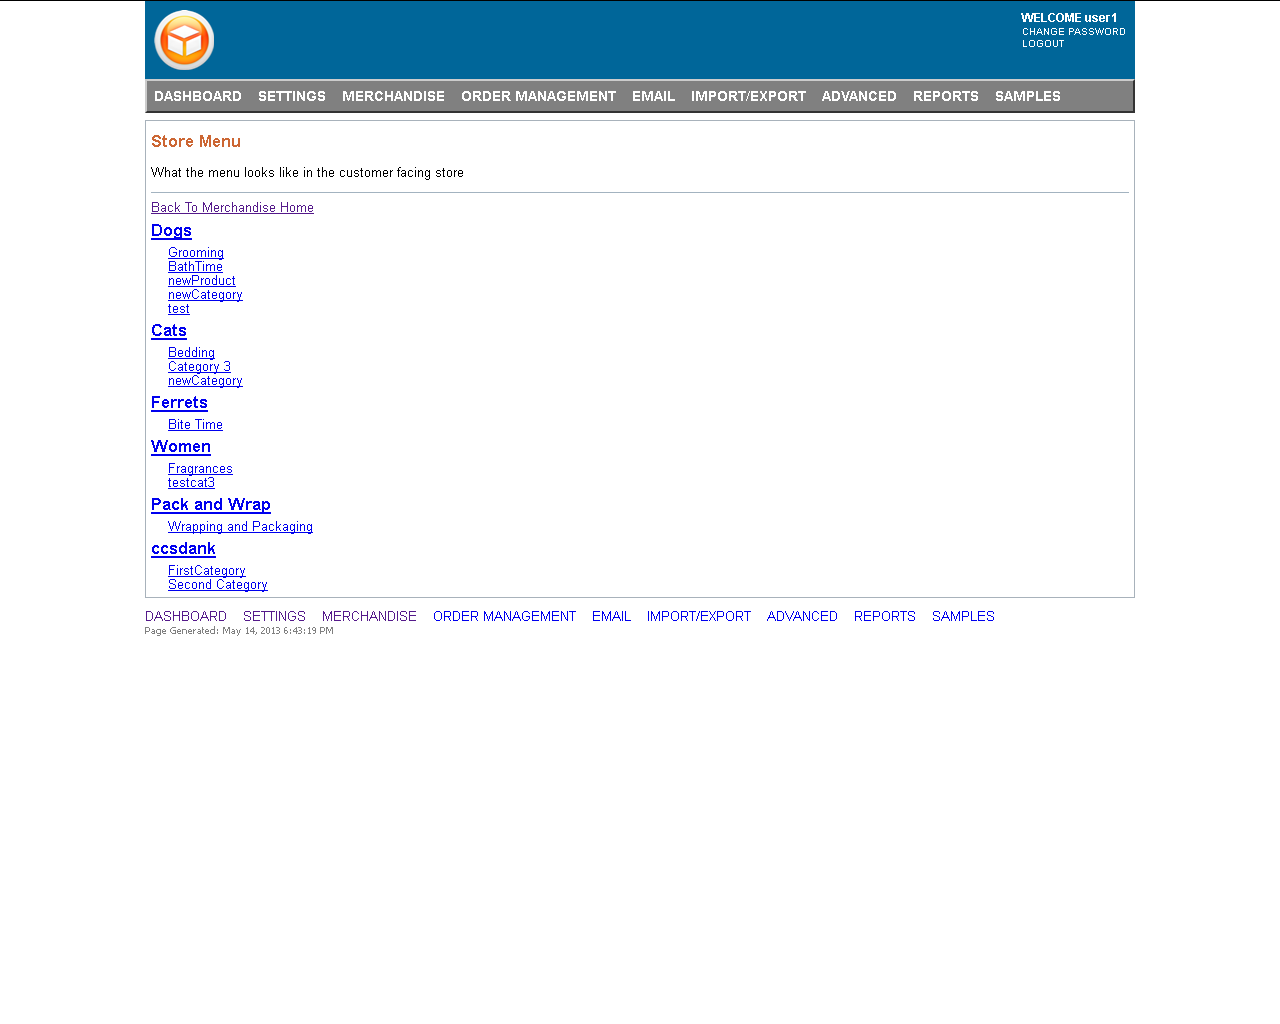 WELCOME user1
CHANGE PASSWORD
LOGOUT
DASHBOARD SETTINGS MERCHANDISE ORDER MANAGEMENT EMAIL IMPORT/EXPORT ADVANCED REPORTS SAMPLES
Store Menu
What the menu looks like in the customer facing store
Back To Merchandise Home
Dogs
Grooming
BathTime
newProduct
newCategory
test
Cats
Bedding
Category 3
newCategory
Ferrets
Bite Time
Women
Fragrances
testcat3
Pack and Wrap
Wrapping and Packaging
ccsdank
FirstCategory
Second Category
DASHBOARD SETTINGS MERCHANDISE ORDER MANAGEMENT EMAIL IMPORT/EXPORT ADVANCED REPORTS SAMPLES
Page Generated: May 14, 2013 6:43:19 PM